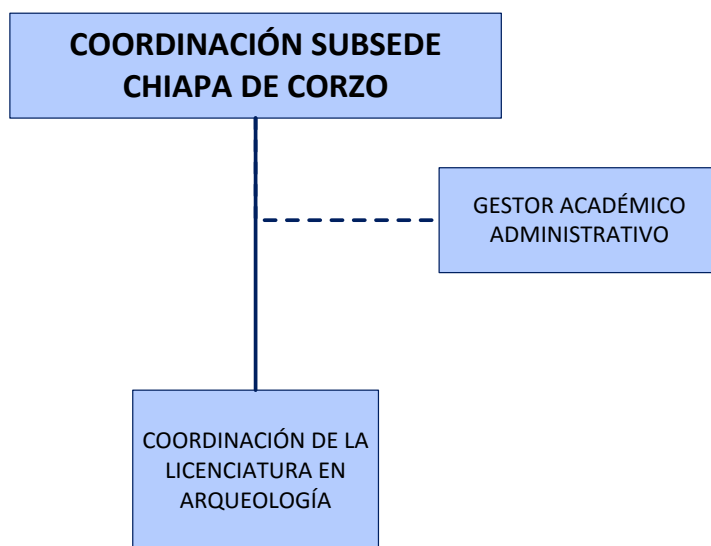 COORDINACIÓN SUBSEDE
CHIAPA DE CORZO
GESTOR ACADÉMICO
ADMINISTRATIVO
COORDINACIÓN DE LA
LICENCIATURA EN
ARQUEOLOGÍA